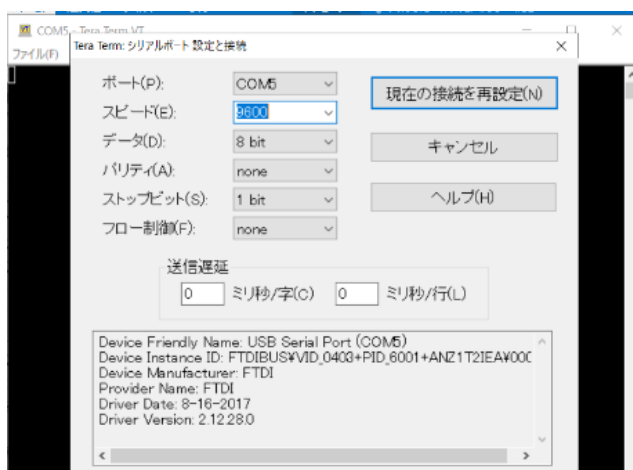 COM5 - Tera Term VT
ファイル(F)
Tera Term: シリアルポート 設定と接続
ポート(P):
COM5
現在の接続を再設定(N)
スピード(E):
9600
データ(D):
8 bit
キャンセル
パリティ(A):
none
ストップビット(S):
1 bit
ヘルプ(H)
フロー制御(F):
none
送信遅延
0 ミリ秒/字(C) 0 ミリ秒/行(L)
Device Friendly Name: USB Serial Port (COM5)
Device Instance ID: FTDIBUS¥VID_0403+PID_6001+ANZ1T2IEA¥000
Device Manufacturer: FTDI
Provider Name: FTDI
Driver Date: 8-16-2017
Driver Version: 2.12.28.0